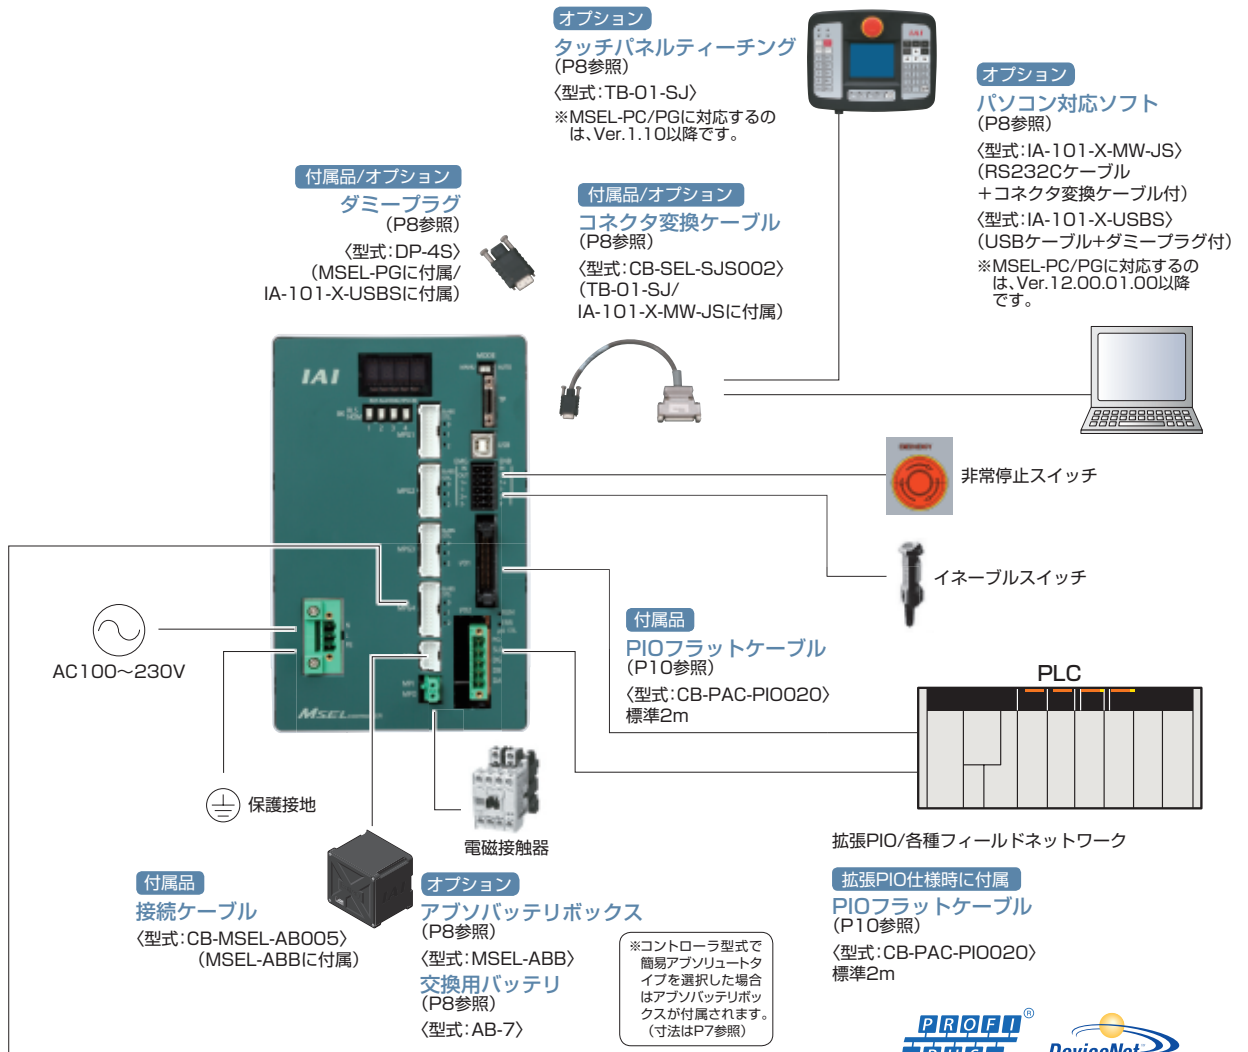 オプション
タッチパネルティーチング
(P8参照)
〈型式:TB-01-SJ〉
※MSEL-PC/PGに対応するの
は、Ver.1.10以降です。
オプション
パソコン対応ソフト
(P8参照)
〈型式:IA-101-X-MW-JS〉
(RS232Cケーブル
+コネクタ変換ケーブル付)
〈型式:IA-101-X-USBS〉
(USBケーブル+ダミープラグ付)
※MSEL-PC/PGに対応するの
は、Ver.12.00.01.00以降
です。
付属品/オプション
ダミープラグ
(P8参照)
〈型式:DP-4S〉
(MSEL-PGに付属/
IA-101-X-USBSに付属)
付属品/オプション
コネクタ変換ケーブル
(P8参照)
〈型式:CB-SEL-SJS002〉
(TB-01-SJ/
IA-101-X-MW-JSに付属)
IAI
MODE
MANU
AUTO
TP
1 2 3 4
MPG1
USB
MPG2
MPG3
MPG4
MSEL
非常停止スイッチ
イネーブルスイッチ
AC100～230V
保護接地
付属品
PIOフラットケーブル
(P10参照)
〈型式:CB-PAC-PIO020〉
標準2m
PLC
電磁接触器
拡張PIO/各種フィールドネットワーク
拡張PIO仕様時に付属
PIOフラットケーブル
(P10参照)
〈型式:CB-PAC-PIO020〉
標準2m
付属品
接続ケーブル
〈型式:CB-MSEL-AB005〉
(MSEL-ABBに付属)
IAI
オプション
アブソバッテリボックス
(P8参照)
〈型式:MSEL-ABB〉
交換用バッテリ
(P8参照)
〈型式:AB-7〉
※コントローラ型式で
簡易アブソリュートタ
イプを選択した場合
はアブソバッテリボッ
クスが付属されます。
(寸法はP7参照)
PROFI
BUS
DeviceNet